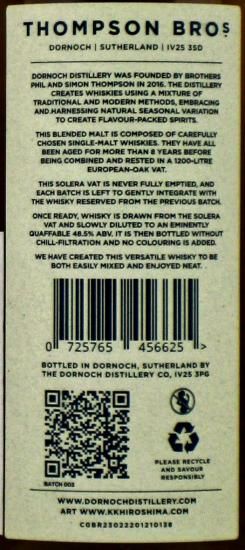 THOMPSON BROS
DORNOCH | SUTHERLAND | IV25 3SD
DORNOCH DISTILLERY WAS FOUNDED BY BROTHERS
PHIL AND SIMON THOMPSON IN 2016. THE DISTILLERY
CREATES WHISKIES USING A MIXTURE OF
TRADITIONAL AND MODERN METHODS, EMBRACING
AND HARNESSING NATURAL SEASONAL VARIATION
TO CREATE FLAVOUR-PACKED SPIRITS.
THIS BLENDED MALT IS COMPOSED OF CAREFULLY
CHOSEN SINGLE-MALT WHISKIES. THEY HAVE ALL
BEEN AGED FOR MORE THAN 8 YEARS BEFORE
BEING COMBINED AND RESTED IN A 1200-LITRE
EUROPEAN-OAK VAT.
THIS SOLERA VAT IS NEVER FULLY EMPTIED, AND
EACH BATCH IS LEFT TO GENTLY INTEGRATE WITH
THE WHISKY RESERVED FROM THE PREVIOUS BATCH.
ONCE READY, WHISKY IS DRAWN FROM THE SOLERA
VAT AND SLOWLY DILUTED TO AN EMINENTLY
QUAFFABLE 48.5% ABV. IT IS THEN BOTTLED WITHOUT
CHILL-FILTRATION AND NO COLOURING IS ADDED.
WE HAVE CREATED THIS VERSATILE WHISKY TO BE
BOTH EASILY MIXED AND ENJOYED NEAT.
0 725765 456625 >
BOTTLED IN DORNOCH, SUTHERLAND BY
THE DORNOCH DISTILLERY CO, IV25 3PG
PLEASE RECYCLE
AND SAVOUR
RESPONSIBLY
BATCH 003
WWW.DORNOCHDISTILLERY.COM
ART WWW.KKHIROSHIMA.COM
CGBR23022201210138